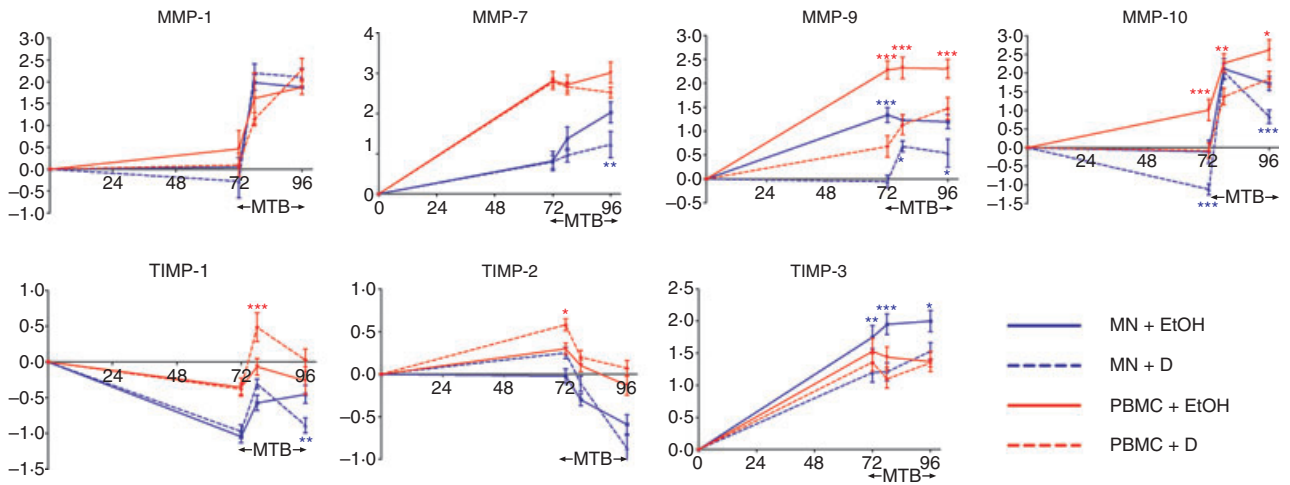 MMP-1
3·0
2·5
2·0
1·5
1·0
0·5
0·0
−0·5
−1·0
24 48 72 96
MTB
MMP-7
4
3
2
1
0
0 24 48 72 96
**
MTB
MMP-9
3·0
2·5
2·0
1·5
1·0
0·5
0·0
−0·5
*** *** ***
***
* *
24 48 72 96
MTB
MMP-10
3·0
2·5
2·0
1·5
1·0
0·5
0·0
−0·5
−1·0
−1·5
*** ** *
*** ***
24 48 72 96
MTB
TIMP-1
1·0
0·5
0·0
−0·5
−1·0
−1·5
***
24 48 72 96
**
MTB
TIMP-2
1·0
0·5
0·0
−0·5
−1·0
*
24 48 72 96
MTB
TIMP-3
2·5
2·0
1·5
1·0
0·5
0·0
** *** *
0 24 48 72 96
MTB
MN + EtOH
MN + D
PBMC + EtOH
PBMC + D